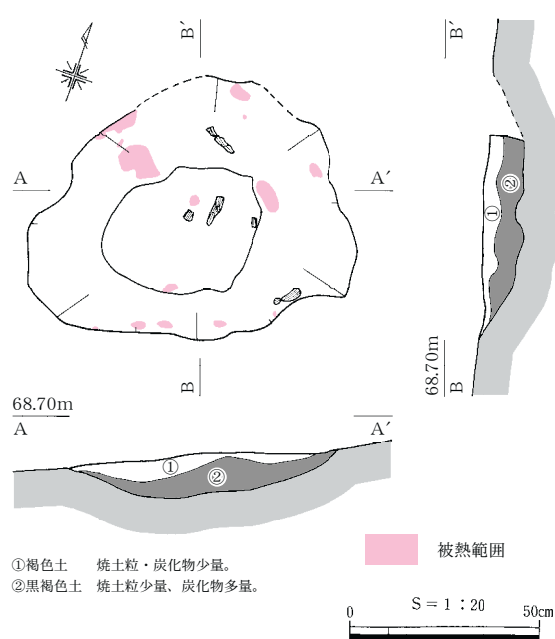 B′
B′
A
A′
①
②
B
68.70m
B
68.70m
A
A′
①
②
①褐色土　焼土粒・炭化物少量。
②黒褐色土　焼土粒少量、炭化物多量。
被熱範囲
S = 1 : 20
0
50cm